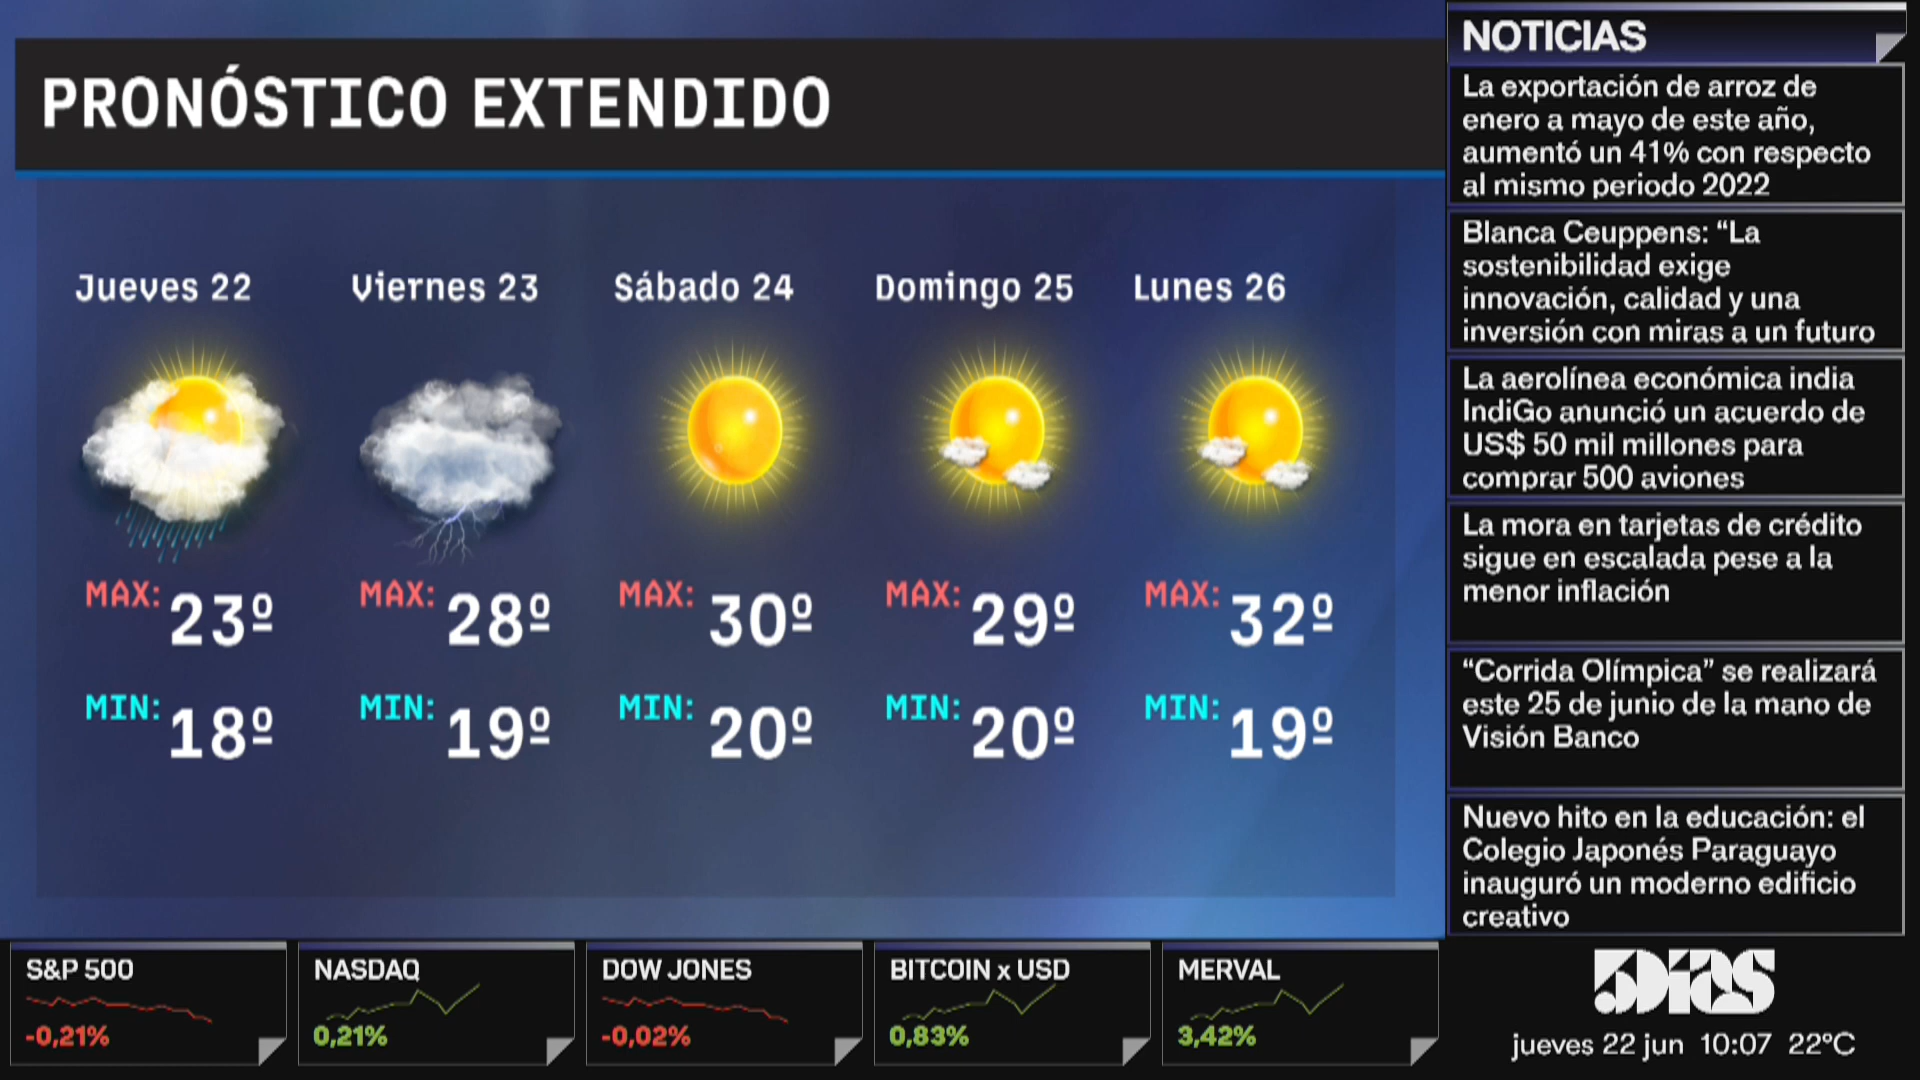 PRONÓSTICO EXTENDIDO
Jueves 22
Viernes 23
Sábado 24
Domingo 25
Lunes 26
MAX: 23º
MAX: 28º
MAX: 30º
MAX: 29º
MAX: 32º
MIN: 18º
MIN: 19º
MIN: 20º
MIN: 20º
MIN: 19º
NOTICIAS
La exportación de arroz de
enero a mayo de este año,
aumentó un 41% con respecto
al mismo periodo 2022
Blanca Ceuppens: “La
sostenibilidad exige
innovación, calidad y una
inversión con miras a un futuro
La aerolínea económica india
IndiGo anunció un acuerdo de
US$ 50 mil millones para
comprar 500 aviones
La mora en tarjetas de crédito
sigue en escalada pese a la
menor inflación
“Corrida Olímpica” se realizará
este 25 de junio de la mano de
Visión Banco
Nuevo hito en la educación: el
Colegio Japonés Paraguayo
inauguró un moderno edificio
creativo
S&P 500
-0,21%
NASDAQ
0,21%
DOW JONES
-0,02%
BITCOIN x USD
0,83%
MERVAL
3,42%
5DIAS
jueves 22 jun 10:07 22°C